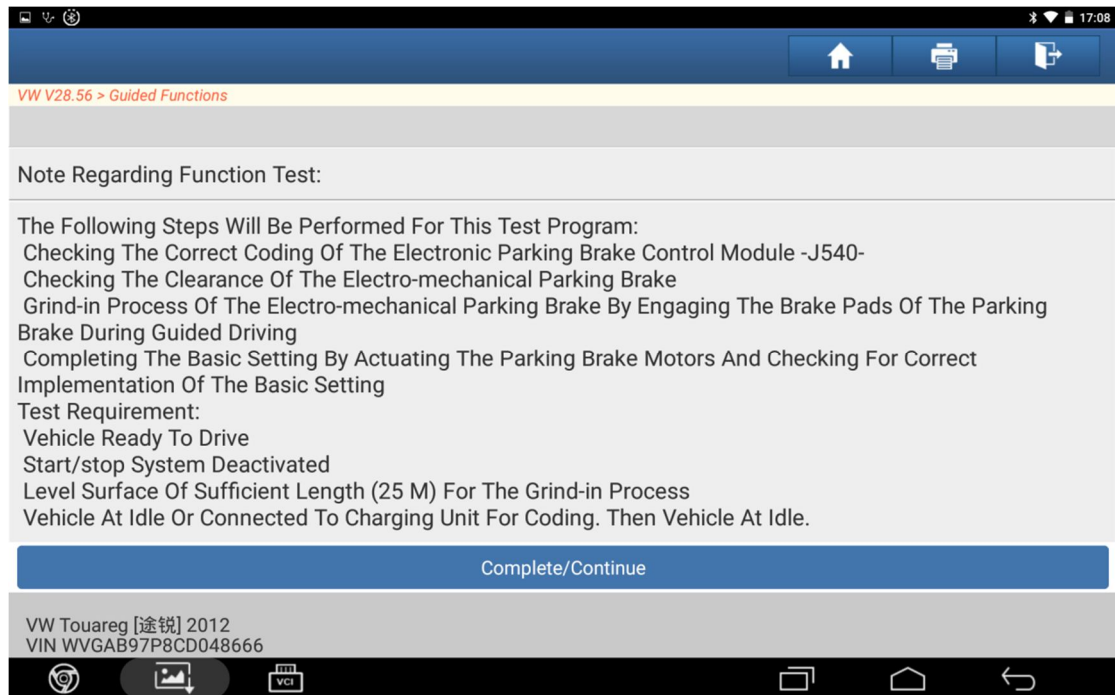 17:08
VW V28.56 > Guided Functions
Note Regarding Function Test:
The Following Steps Will Be Performed For This Test Program:
Checking The Correct Coding Of The Electronic Parking Brake Control Module -J540-
Checking The Clearance Of The Electro-mechanical Parking Brake
Grind-in Process Of The Electro-mechanical Parking Brake By Engaging The Brake Pads Of The Parking
Brake During Guided Driving
Completing The Basic Setting By Actuating The Parking Brake Motors And Checking For Correct
Implementation Of The Basic Setting
Test Requirement:
Vehicle Ready To Drive
Start/stop System Deactivated
Level Surface Of Sufficient Length (25 M) For The Grind-in Process
Vehicle At Idle Or Connected To Charging Unit For Coding. Then Vehicle At Idle.
Complete/Continue
VW Touareg [途锐] 2012
VIN WVGAB97P8CD048666
VCI